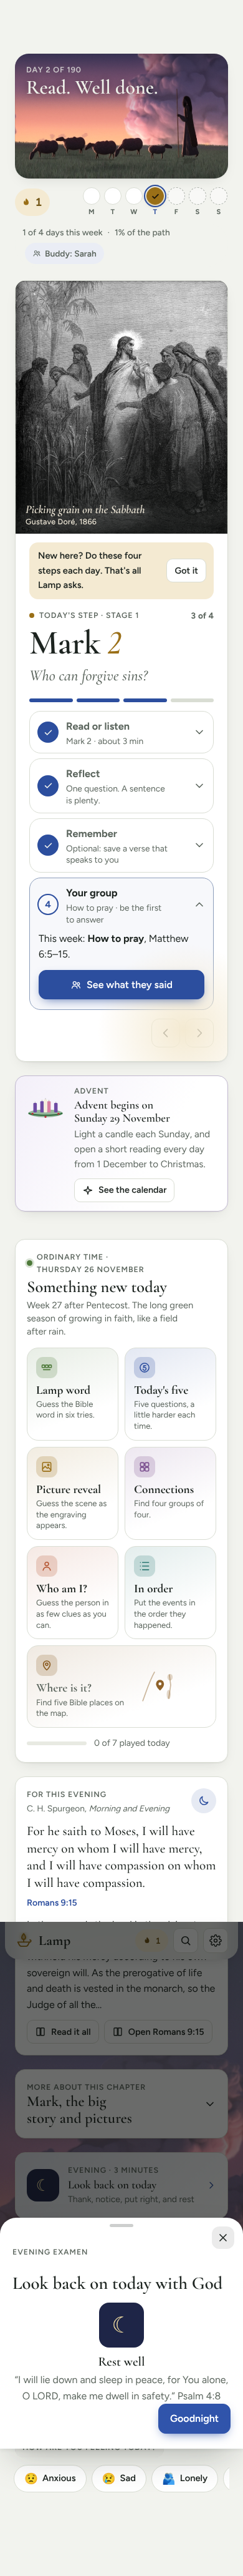 DAY 2 OF 190
Read. Well done.
1
M T W T F S S
1 of 4 days this week · 1% of the path
Buddy: Sarah
Picking grain on the Sabbath
Gustave Doré, 1866
New here? Do these four
steps each day. That's all
Lamp asks.
Got it
TODAY'S STEP · STAGE 1
3 of 4
Mark 2
Who can forgive sins?
Read or listen
Mark 2 · about 3 min
Reflect
One question. A sentence
is plenty.
Remember
Optional: save a verse that
speaks to you
4
Your group
How to pray · be the first
to answer
This week: How to pray, Matthew
6:5–15.
See what they said
ADVENT
Advent begins on
Sunday 29 November
Light a candle each Sunday, and
open a short reading every day
from 1 December to Christmas.
See the calendar
ORDINARY TIME ·
THURSDAY 26 NOVEMBER
Something new today
Week 27 after Pentecost. The long green
season of growing in faith, like a field
after rain.
Lamp word
Guess the Bible
word in six tries.
Today's five
Five questions, a
little harder each
time.
Picture reveal
Guess the scene as
the engraving
appears.
Connections
Find four groups of
four.
Who am I?
Guess the person in
as few clues as you
can.
In order
Put the events in
the order they
happened.
Where is it?
Find five Bible places on
the map.
0 of 7 played today
FOR THIS EVENING
C. H. Spurgeon, Morning and Evening
For he saith to Moses, I will have
mercy on whom I will have mercy,
and I will have compassion on whom
I will have compassion.
Romans 9:15
Lamp
1
sovereign will. As the prerogative of life
and death is vested in the monarch, so the
Judge of all the…
Read it all
Open Romans 9:15
MORE ABOUT THIS CHAPTER
Mark 2, the big
story and pictures
EVENING · 3 MINUTES
Look back on today
Thank, notice, put right, and rest
EVENING EXAMEN
Look back on today with God
Rest well
“I will lie down and sleep in peace, for You alone,
O LORD, make me dwell in safety.” Psalm 4:8
Goodnight
Anxious
Sad
Lonely